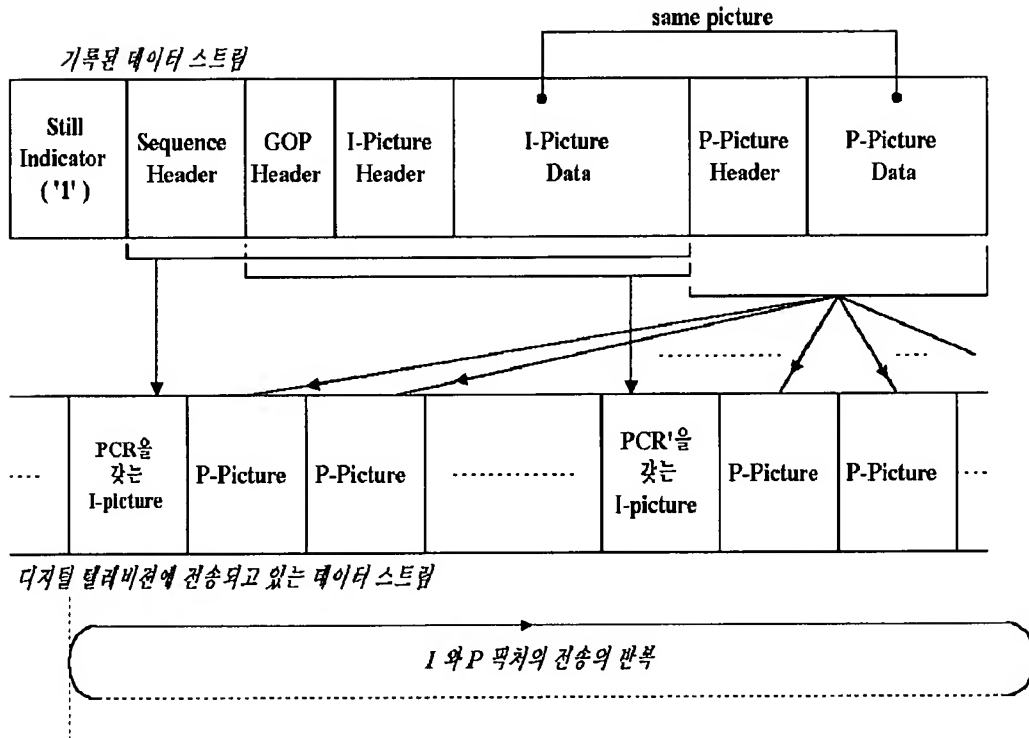 same picture
기록된 데이터 스트림
Still
Indicator
( '1' )
Sequence
Header
GOP
Header
I-Picture
Header
I-Picture
Data
P-Picture
Header
P-Picture
Data
PCR을
갖는
I-picture
P-Picture
P-Picture
PCR'을
갖는
I-picture
P-Picture
P-Picture
디지털 텔레비전에 전송되고 있는 데이터 스트림
I 와 P 픽처의 전송의 반복